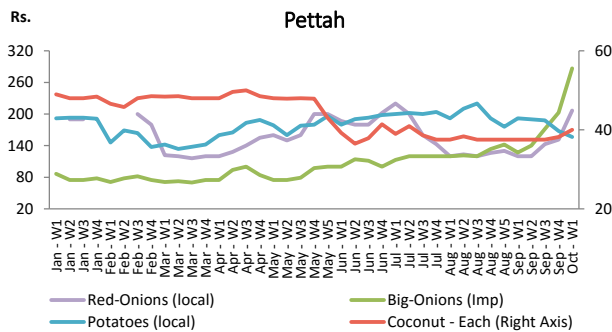 Pettah
Rs.
320
260
200
140
80
20
60
40
20
Jan - W1
Jan - W2
Jan - W3
Jan - W4
Feb - W1
Feb - W2
Feb - W3
Feb - W4
Mar - W1
Mar - W2
Mar - W3
Mar - W4
Apr - W1
Apr - W3
Apr - W4
May - W1
May - W2
May - W3
May - W4
May - W5
Jun - W1
Jun - W2
Jun - W3
Jun - W4
Jul - W1
Jul - W2
Jul - W3
Jul - W4
Aug - W1
Aug - W2
Aug - W3
Aug - W4
Aug - W5
Sep - W1
Sep - W2
Sep - W3
Sep - W4
Oct - W1
Red-Onions (local)
Big-Onions (Imp)
Potatoes (local)
Coconut - Each (Right Axis)